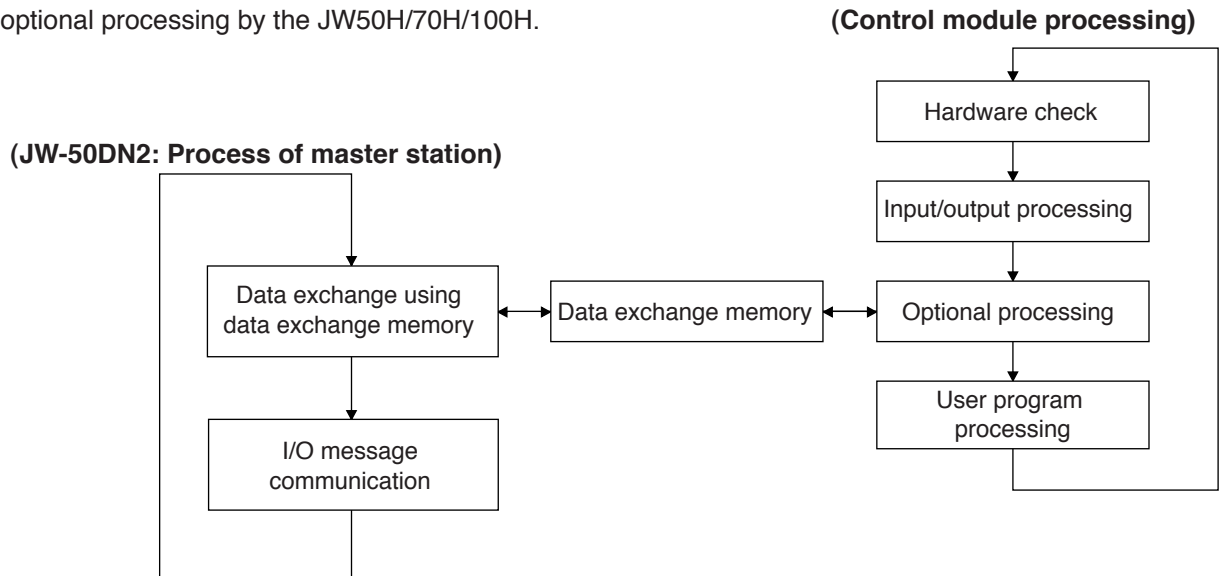 optional processing by the JW50H/70H/100H.
(Control module processing)
Hardware check
(JW-50DN2: Process of master station)
Input/output processing
Data exchange using
data exchange memory
Data exchange memory
Optional processing
User program
processing
I/O message
communication